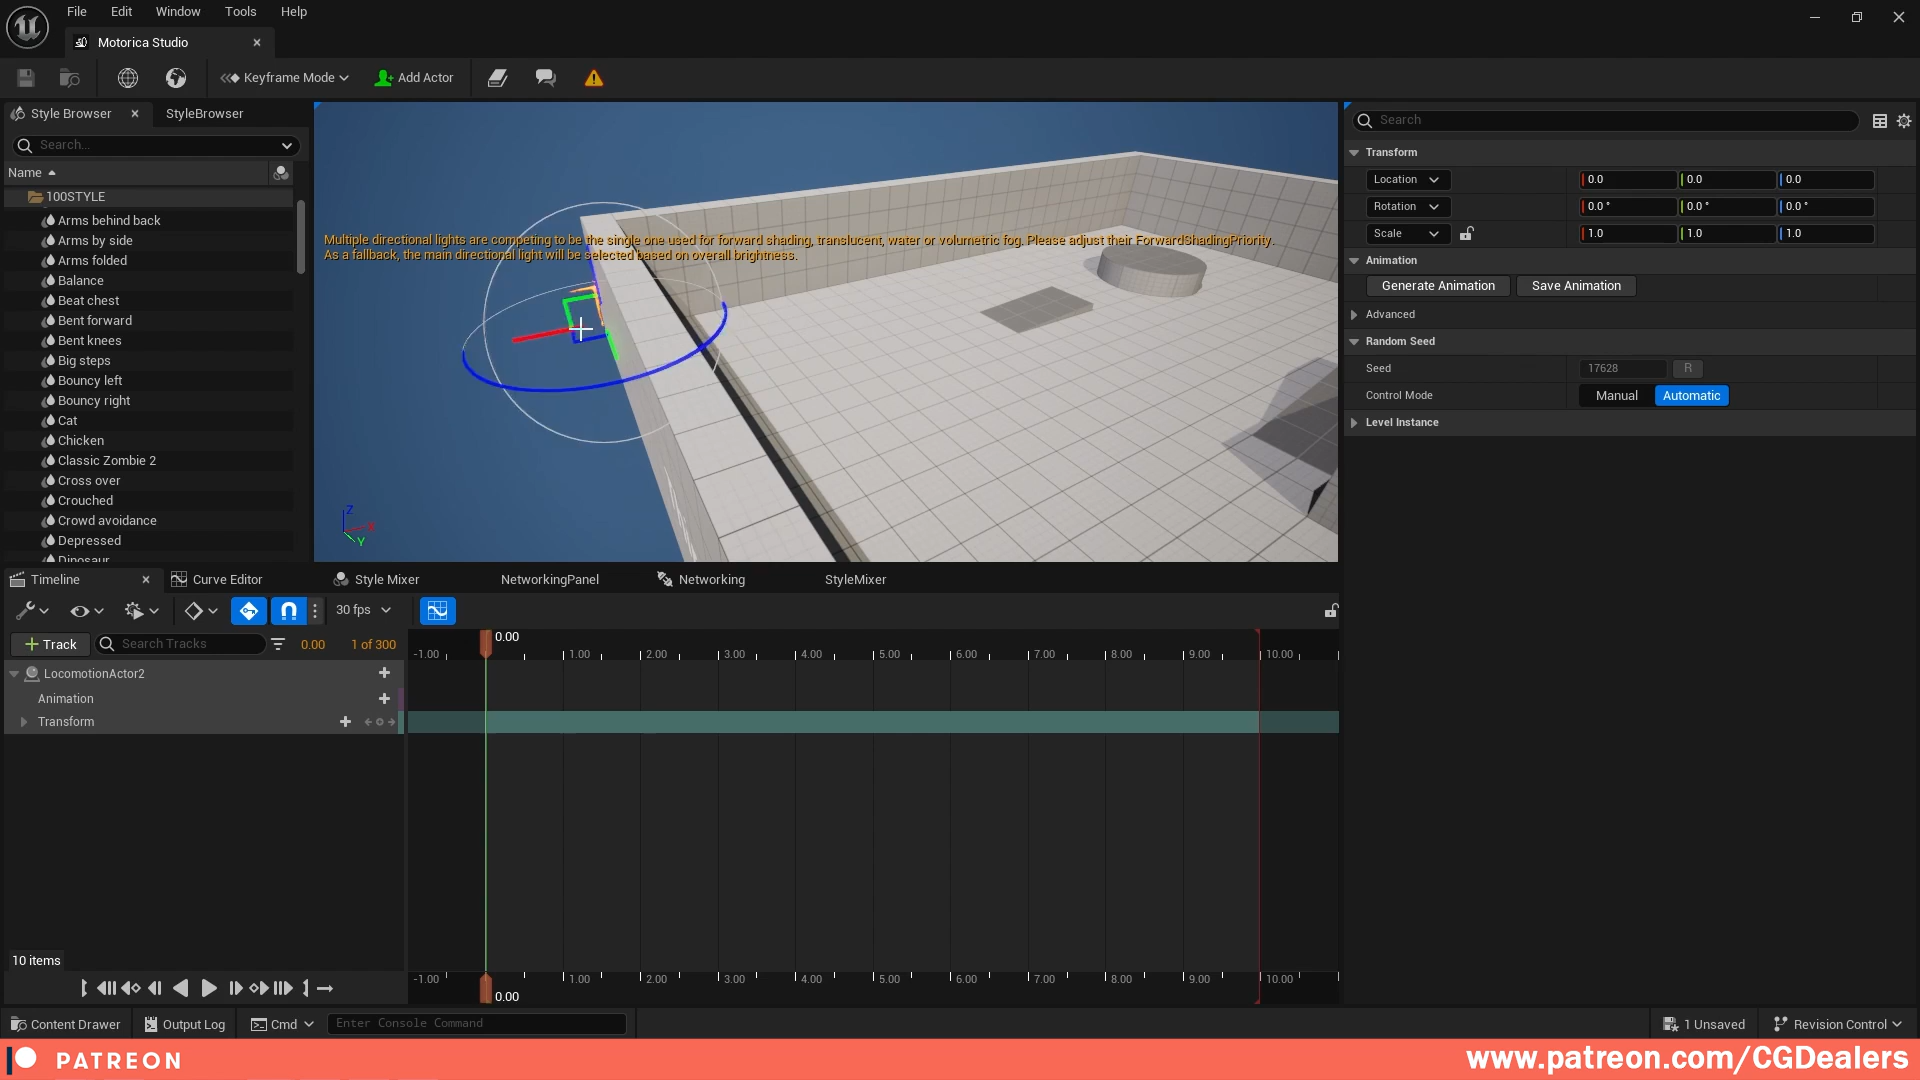 File Edit Window Tools Help
Motorica Studio
Keyframe Mode Add Actor
Style Browser StyleBrowser
Search...
Name
100STYLE
Arms behind back
Arms by side
Arms folded
Balance
Beat chest
Bent forward
Bent knees
Big steps
Bouncy left
Bouncy right
Cat
Chicken
Classic Zombie 2
Cross over
Crouched
Crowd avoidance
Depressed
Dinosaur
Multiple directional lights are competing to be the single one used for forward shading, translucent, water or volumetric fog. Please adjust their ForwardShadingPriority.
As a fallback, the main directional light will be selected based on overall brightness.
Z
X
Y
Search
Transform
Location 0.0 0.0 0.0
Rotation 0.0 ° 0.0 ° 0.0 °
Scale 1.0 1.0 1.0
Animation
Generate Animation Save Animation
Advanced
Random Seed
Seed 17628 R
Control Mode Manual Automatic
Level Instance
Timeline Curve Editor Style Mixer NetworkingPanel Networking StyleMixer
30 fps
Track Search Tracks 0.00 1 of 300
0.00
-1.00 1.00 2.00 3.00 4.00 5.00 6.00 7.00 8.00 9.00 10.00
LocomotionActor2
Animation
Transform
10 items
-1.00 1.00 2.00 3.00 4.00 5.00 6.00 7.00 8.00 9.00 10.00
0.00
Content Drawer Output Log Cmd Enter Console Command 1 Unsaved Revision Control
PATREON www.patreon.com/CGDealers